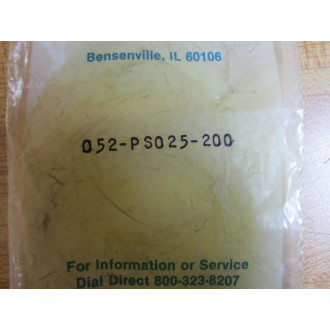 Bensenville, IL 60106
052-PS025-200
For Information or Service
Dial Direct 800-323-8207